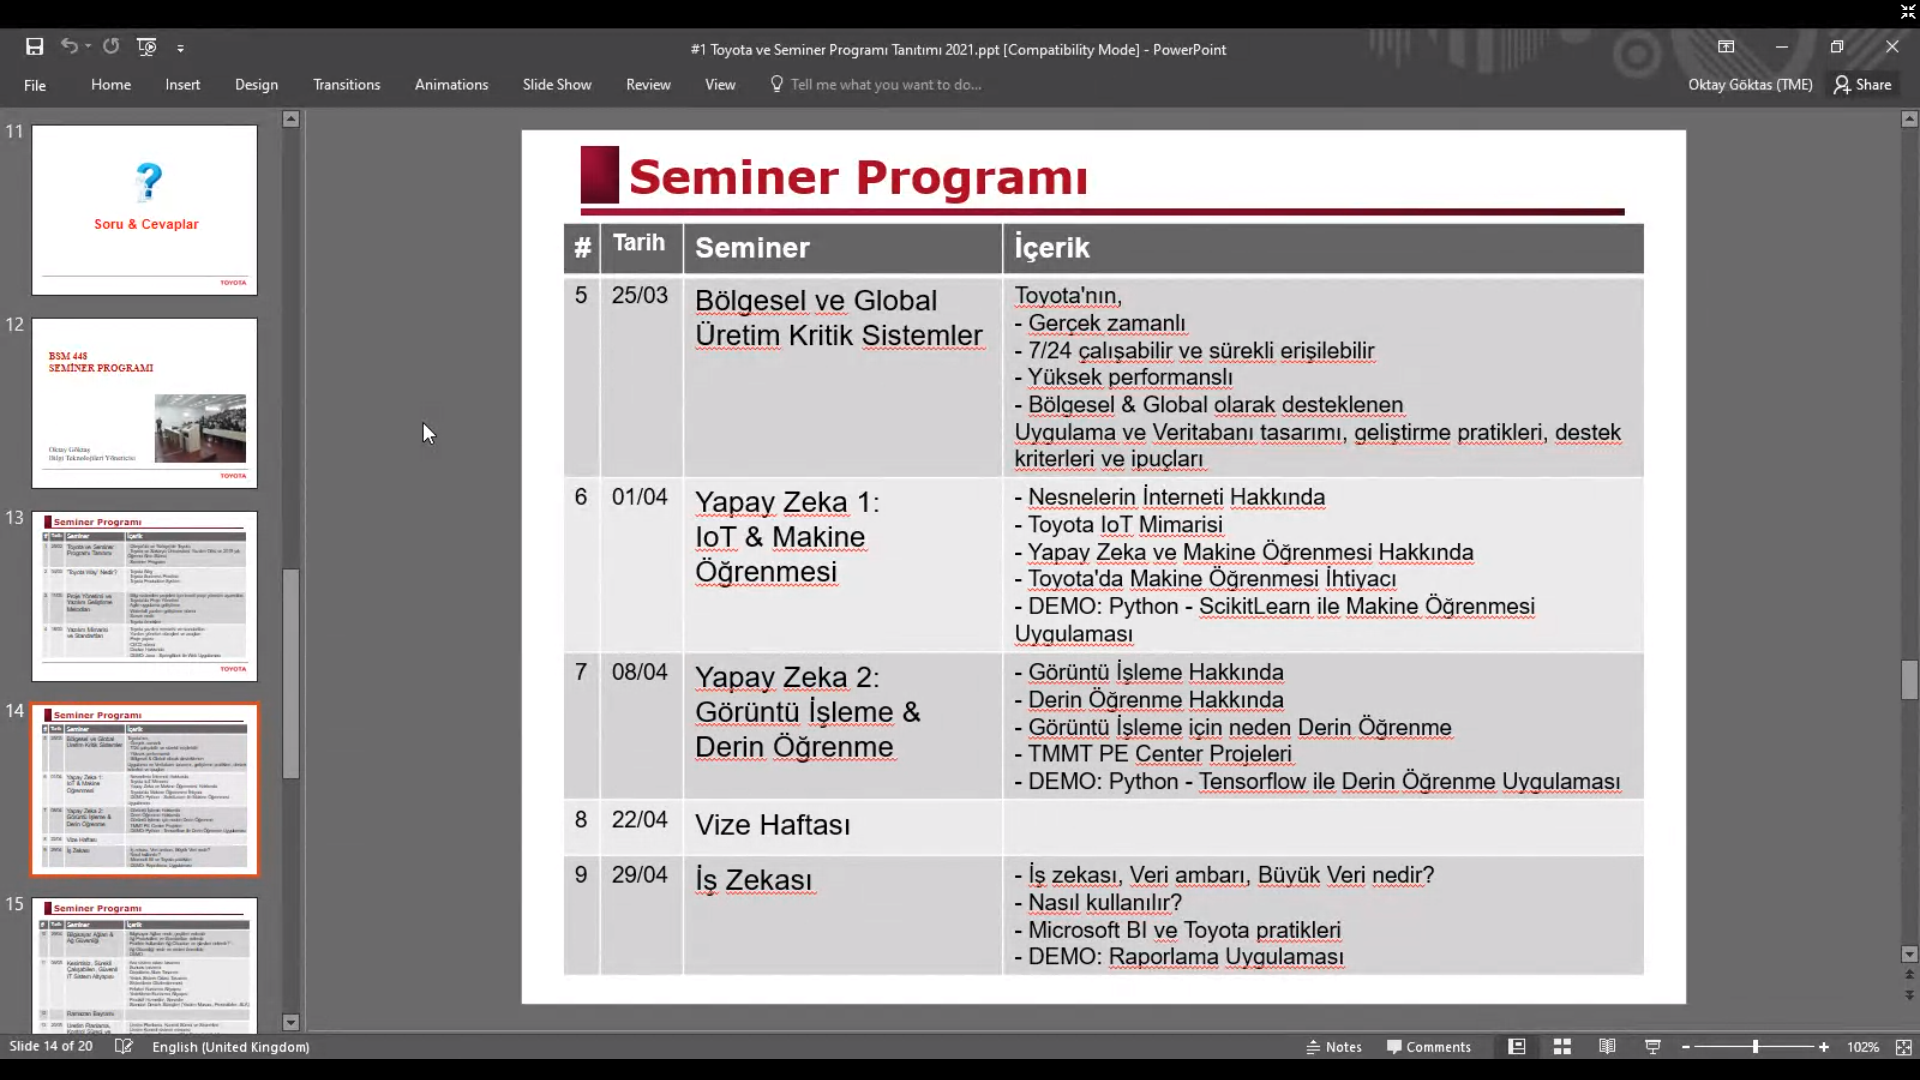 #1 Toyota ve Seminer Programı Tanıtımı 2021.ppt [Compatibility Mode] - PowerPoint
File Home Insert Design Transitions Animations Slide Show Review View Tell me what you want to do... Oktay Göktas (TME) Share
11
Soru & Cevaplar
TOYOTA
12
BSM 448
SEMİNER PROGRAMI
Oktay Göktaş
Bilgi Teknolojileri Yöneticisi
TOYOTA
13
Seminer Programı
TOYOTA
14
Seminer Programı
15
Seminer Programı
Seminer Programı
# Tarih Seminer İçerik
5 25/03 Bölgesel ve Global
Üretim Kritik Sistemler
Toyota'nın,
- Gerçek zamanlı
- 7/24 çalışabilir ve sürekli erişilebilir
- Yüksek performanslı
- Bölgesel & Global olarak desteklenen
Uygulama ve Veritabanı tasarımı, geliştirme pratikleri, destek
kriterleri ve ipuçları
6 01/04 Yapay Zeka 1:
IoT & Makine
Öğrenmesi
- Nesnelerin İnterneti Hakkında
- Toyota IoT Mimarisi
- Yapay Zeka ve Makine Öğrenmesi Hakkında
- Toyota'da Makine Öğrenmesi İhtiyacı
- DEMO: Python - ScikitLearn ile Makine Öğrenmesi
Uygulaması
7 08/04 Yapay Zeka 2:
Görüntü İşleme &
Derin Öğrenme
- Görüntü İşleme Hakkında
- Derin Öğrenme Hakkında
- Görüntü İşleme için neden Derin Öğrenme
- TMMT PE Center Projeleri
- DEMO: Python - Tensorflow ile Derin Öğrenme Uygulaması
8 22/04 Vize Haftası
9 29/04 İş Zekası
- İş zekası, Veri ambarı, Büyük Veri nedir?
- Nasıl kullanılır?
- Microsoft BI ve Toyota pratikleri
- DEMO: Raporlama Uygulaması
Slide 14 of 20 English (United Kingdom) Notes Comments 102%